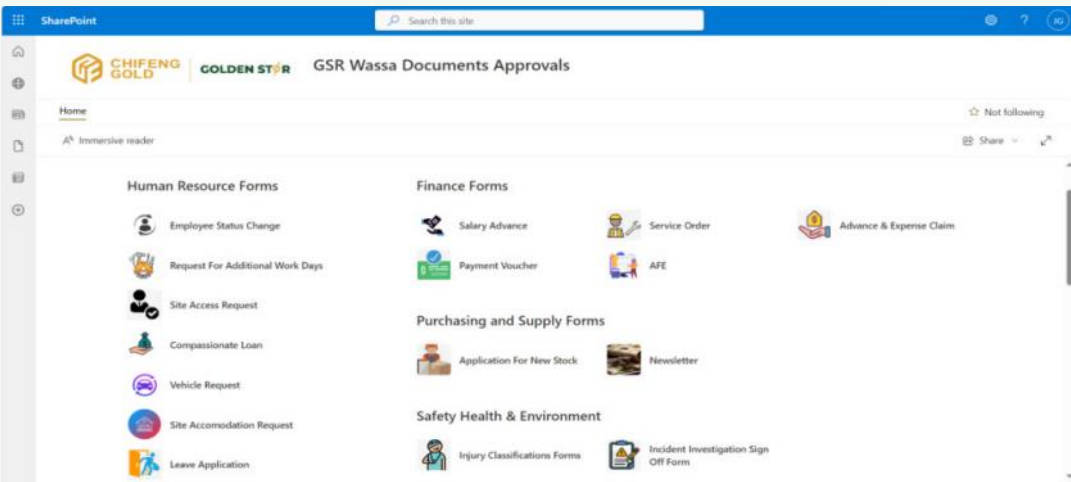 SharePoint
Search this site
?
JG
CHIFENG
GOLD
GOLDEN STAR
GSR Wassa Documents Approvals
Home
Not following
Immersive reader
Share
Human Resource Forms
Employee Status Change
Request For Additional Work Days
Site Access Request
Compassionate Loan
Vehicle Request
Site Accomodation Request
Leave Application
Finance Forms
Salary Advance
Service Order
Advance & Expense Claim
Payment Voucher
AFE
Purchasing and Supply Forms
Application For New Stock
Newsletter
Safety Health & Environment
Injury Classifications Forms
Incident Investigation Sign
Off Form